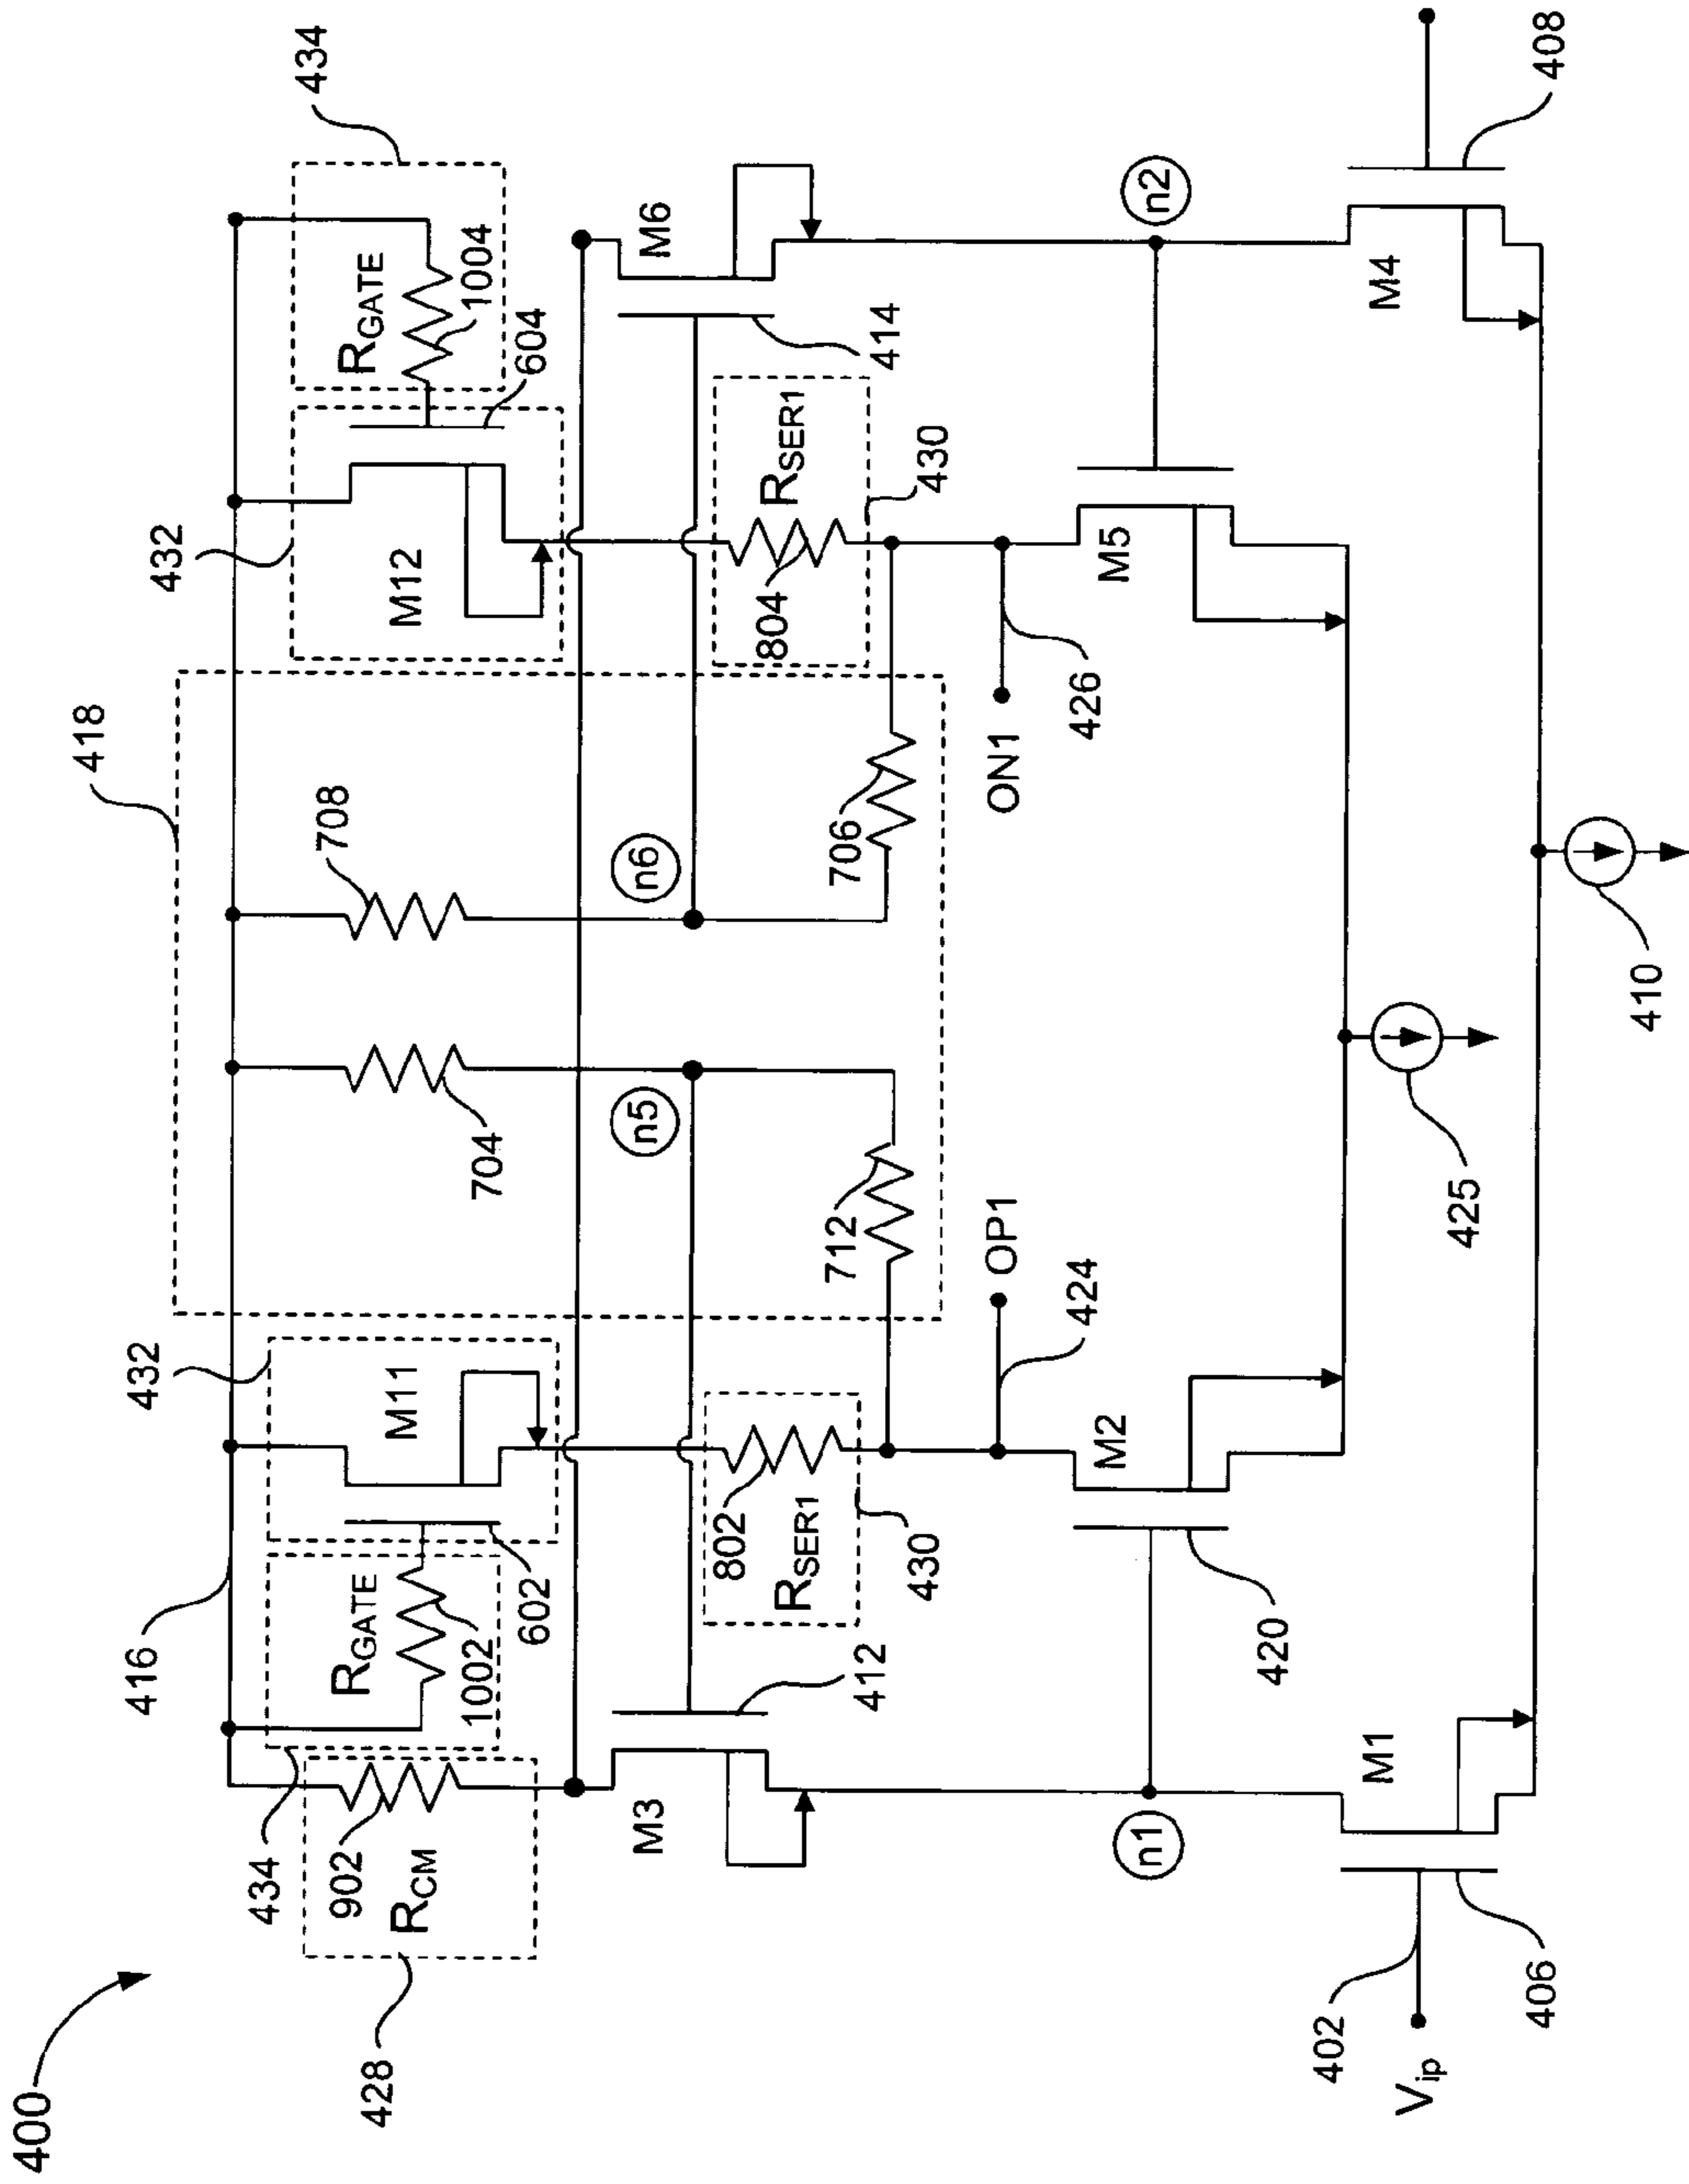 400
416
418
432
432
434
434
428
902
R_CM
R_GATE
1002
602
M11
704
708
M12
R_GATE
1004
604
M3
412
802
R_SER1
430
n5
n6
712
706
804
R_SER1
430
M6
414
OP1
424
ON1
426
n1
n2
M2
420
M5
425
M1
M4
402
V_ip
406
408
410